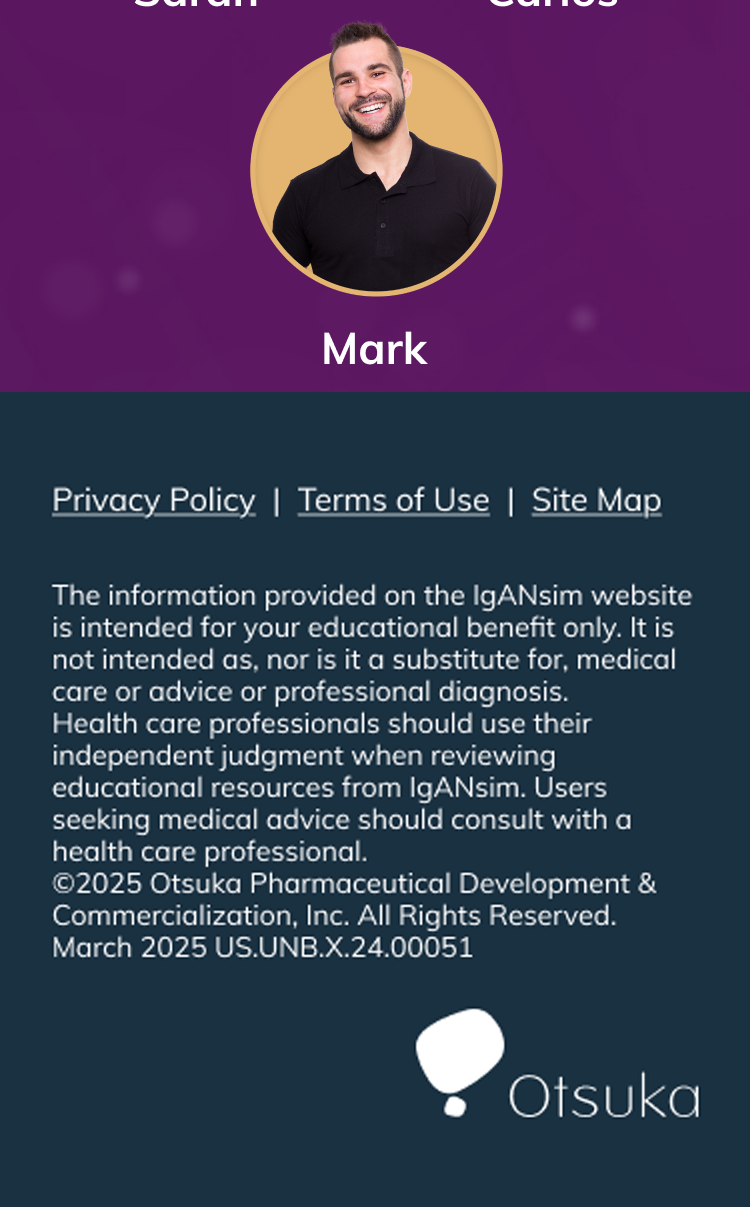 Sarah Carlos
Mark
Privacy Policy | Terms of Use | Site Map
The information provided on the IgANsim website
is intended for your educational benefit only. It is
not intended as, nor is it a substitute for, medical
care or advice or professional diagnosis.
Health care professionals should use their
independent judgment when reviewing
educational resources from IgANsim. Users
seeking medical advice should consult with a
health care professional.
©2025 Otsuka Pharmaceutical Development &
Commercialization, Inc. All Rights Reserved.
March 2025 US.UNB.X.24.00051
Otsuka